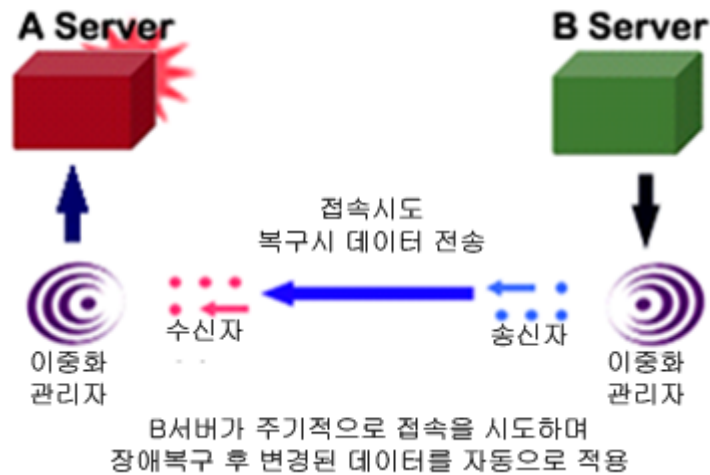 A Server
B Server
접속시도
복구시 데이터 전송
수신자
송신자
이중화
관리자
이중화
관리자
B서버가 주기적으로 접속을 시도하며
장애복구 후 변경된 데이터를 자동으로 적용